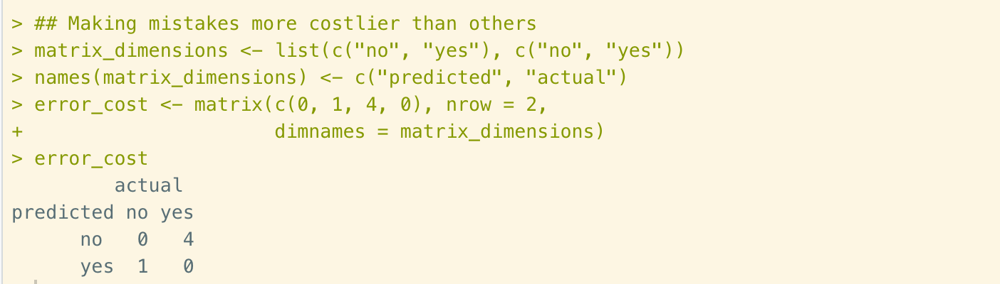 > ## Making mistakes more costlier than others
> matrix_dimensions <- list(c("no", "yes"), c("no", "yes"))
> names(matrix_dimensions) <- c("predicted", "actual")
> error_cost <- matrix(c(0, 1, 4, 0), nrow = 2,
+                      dimnames = matrix_dimensions)
> error_cost
         actual
predicted no yes
      no   0   4
      yes  1   0